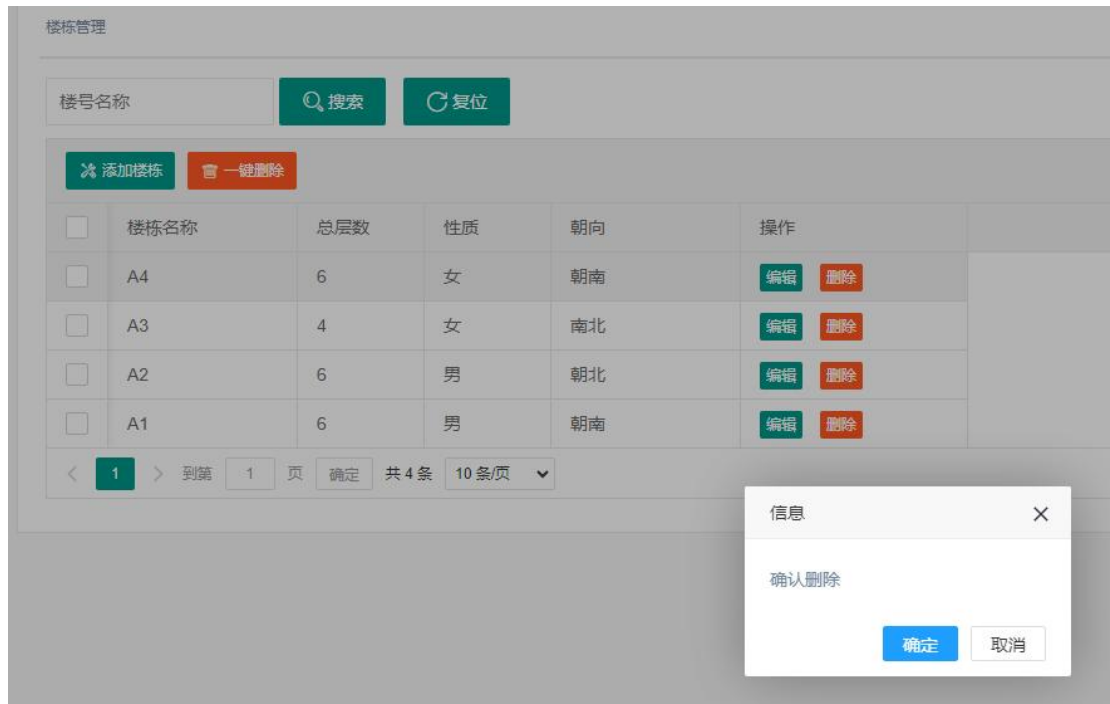 楼栋管理
楼号名称 搜索 复位
添加楼栋 一键删除
楼栋名称 总层数 性质 朝向 操作
A4 6 女 朝南 编辑 删除
A3 4 女 南北 编辑 删除
A2 6 男 朝北 编辑 删除
A1 6 男 朝南 编辑 删除
1 到第 1 页 确定 共 4 条 10 条/页
信息
确认删除
确定 取消